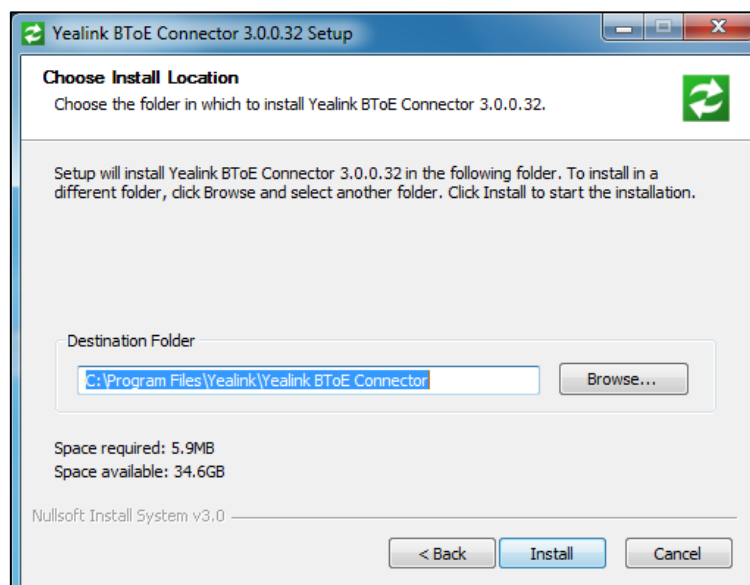 Yealink BToE Connector 3.0.0.32 Setup
Choose Install Location
Choose the folder in which to install Yealink BToE Connector 3.0.0.32.
Setup will install Yealink BToE Connector 3.0.0.32 in the following folder. To install in a
different folder, click Browse and select another folder. Click Install to start the installation.
Destination Folder
C:\Program Files\Yealink\Yealink BToE Connector
Browse...
Space required: 5.9MB
Space available: 34.6GB
Nullsoft Install System v3.0
< Back Install Cancel